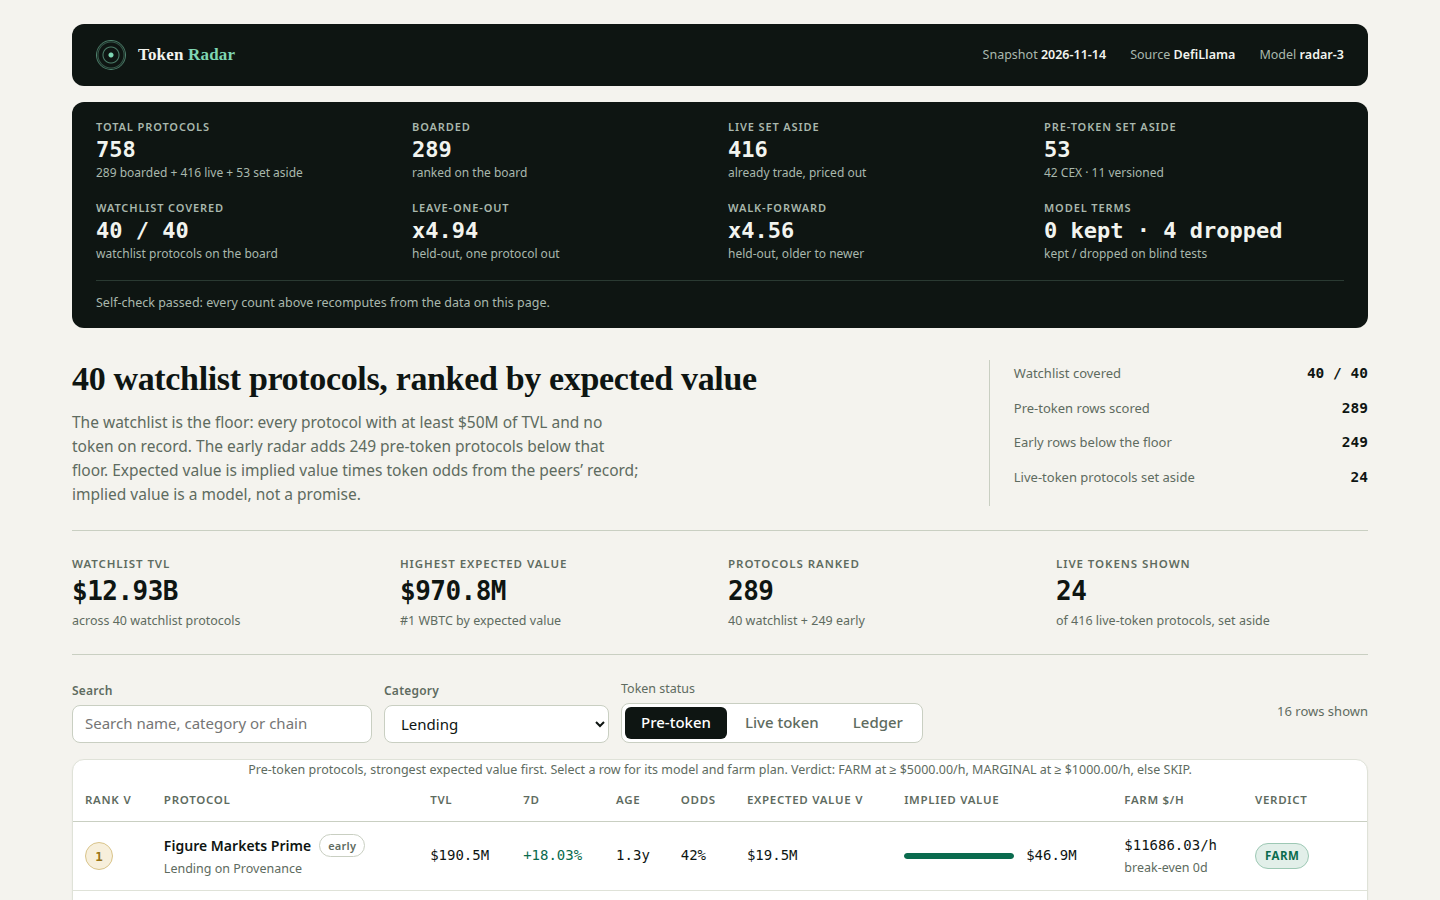 Token Radar
Snapshot 2026-11-14 Source DefiLlama Model radar-3
TOTAL PROTOCOLS BOARDED LIVE SET ASIDE PRE-TOKEN SET ASIDE
758 289 416 53
289 boarded + 416 live + 53 set aside ranked on the board already trade, priced out 42 CEX · 11 versioned
WATCHLIST COVERED LEAVE-ONE-OUT WALK-FORWARD MODEL TERMS
40 / 40 x4.94 x4.56 0 kept · 4 dropped
watchlist protocols on the board held-out, one protocol out held-out, older to newer kept / dropped on blind tests
Self-check passed: every count above recomputes from the data on this page.
40 watchlist protocols, ranked by expected value
The watchlist is the floor: every protocol with at least $50M of TVL and no
token on record. The early radar adds 249 pre-token protocols below that
floor. Expected value is implied value times token odds from the peers’ record;
implied value is a model, not a promise.
Watchlist covered 40 / 40
Pre-token rows scored 289
Early rows below the floor 249
Live-token protocols set aside 24
WATCHLIST TVL HIGHEST EXPECTED VALUE PROTOCOLS RANKED LIVE TOKENS SHOWN
$12.93B $970.8M 289 24
across 40 watchlist protocols #1 WBTC by expected value 40 watchlist + 249 early of 416 live-token protocols, set aside
Search Category Token status
Search name, category or chain Lending Pre-token Live token Ledger 16 rows shown
Pre-token protocols, strongest expected value first. Select a row for its model and farm plan. Verdict: FARM at ≥ $5000.00/h, MARGINAL at ≥ $1000.00/h, else SKIP.
RANK V PROTOCOL TVL 7D AGE ODDS EXPECTED VALUE V IMPLIED VALUE FARM $/H VERDICT
1 Figure Markets Prime early $190.5M +18.03% 1.3y 42% $19.5M $46.9M $11686.03/h FARM
Lending on Provenance break-even 0d